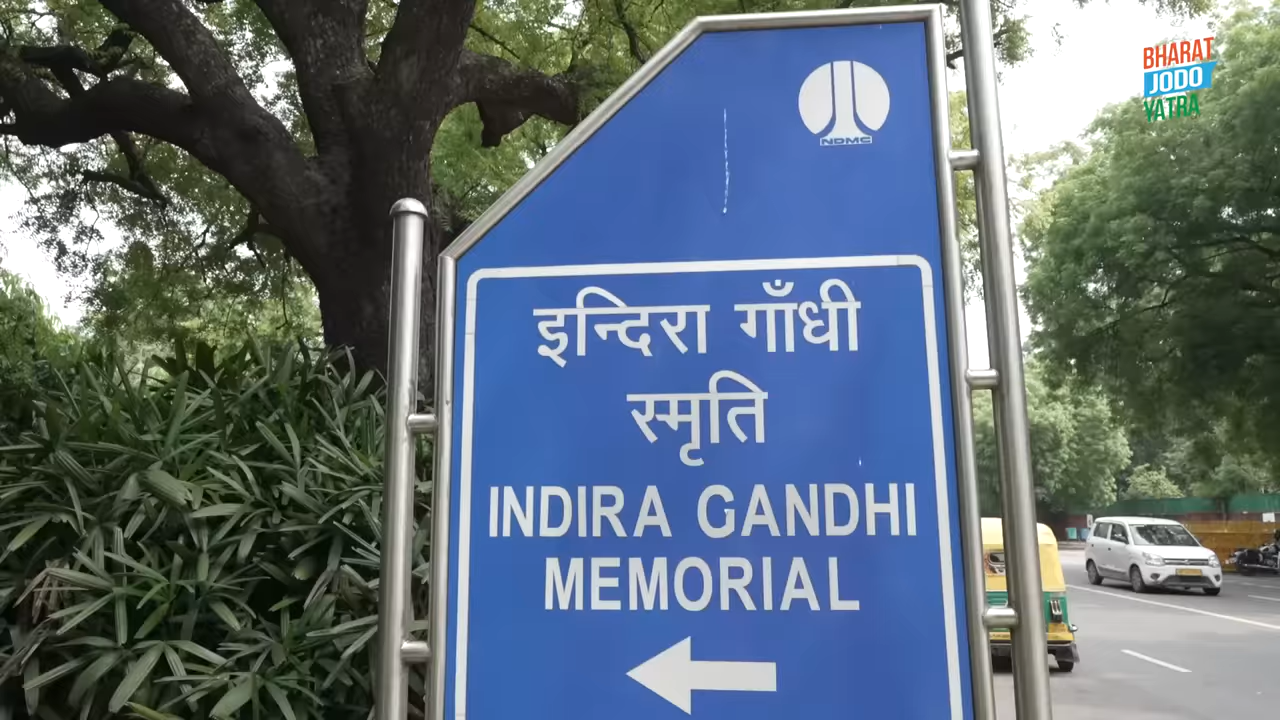 BHARAT
JODO
YATRA
NDMC
इन्दिरा गाँधी
स्मृति
INDIRA GANDHI
MEMORIAL